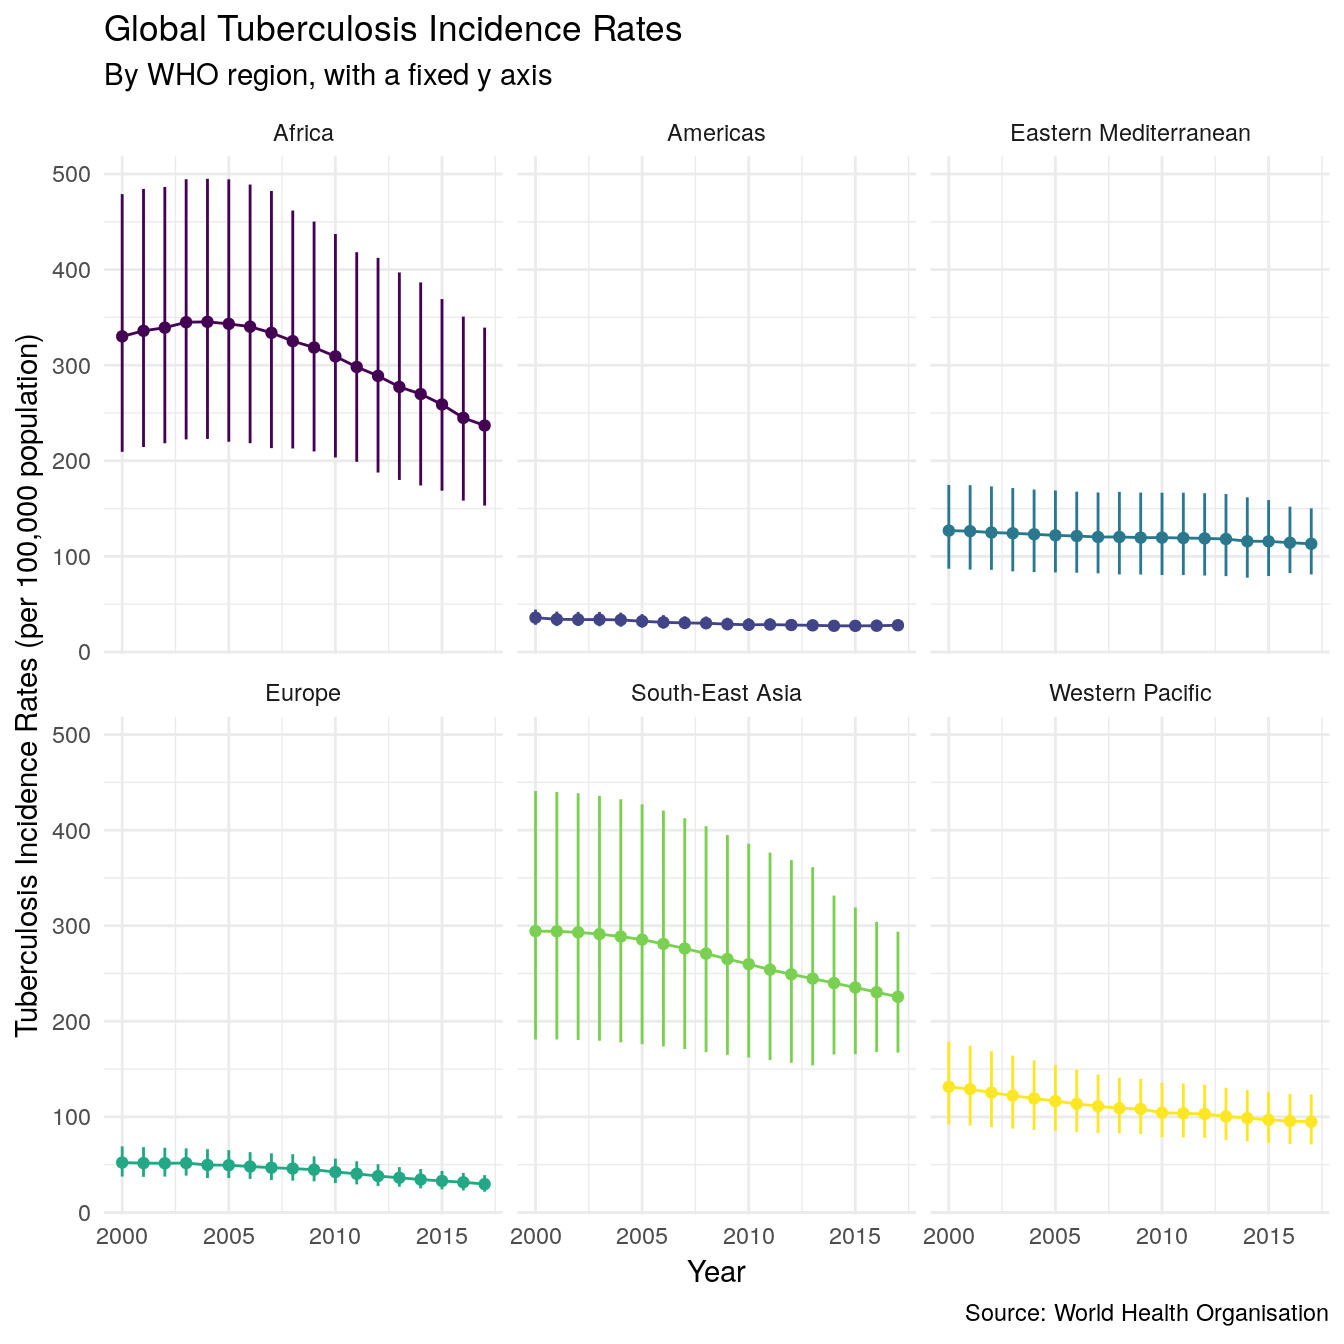 Global Tuberculosis Incidence Rates
By WHO region, with a fixed y axis
Africa
Americas
Eastern Mediterranean
500
400
300
200
100
0
Europe
South-East Asia
Western Pacific
500
400
300
200
100
0
Tuberculosis Incidence Rates (per 100,000 population)
2000 2005 2010 2015
2000 2005 2010 2015
2000 2005 2010 2015
Year
Source: World Health Organisation